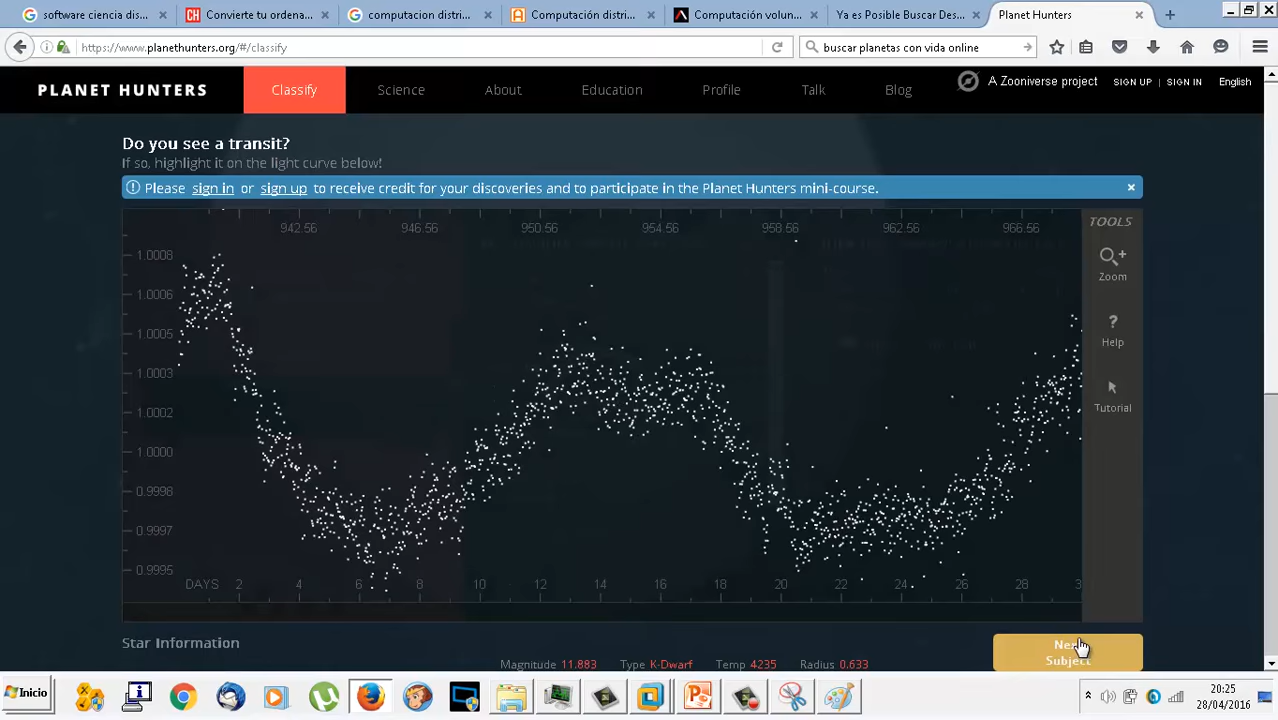 software ciencia dis...
Convierte tu ordena...
computacion distri...
Computación distri...
Computación volun...
Ya es Posible Buscar Des...
Planet Hunters
https://www.planethunters.org/#/classify
buscar planetas con vida online
PLANET HUNTERS
Classify
Science
About
Education
Profile
Talk
Blog
A Zooniverse project
SIGN UP | SIGN IN
English
Do you see a transit?
If so, highlight it on the light curve below!
Please sign in or sign up to receive credit for your discoveries and to participate in the Planet Hunters mini-course.
942.56 946.56 950.56 954.56 958.56 962.56 966.56
TOOLS
Zoom
Help
Tutorial
1.0008
1.0006
1.0005
1.0003
1.0002
1.0000
0.9998
0.9997
0.9995
DAYS 2 4 6 8 10 12 14 16 18 20 22 24 26 28
Star Information
Subject
Magnitude 11.883 Type K-Dwarf Temp 4235 Radius 0.633
Inicio
20:25
28/04/2016